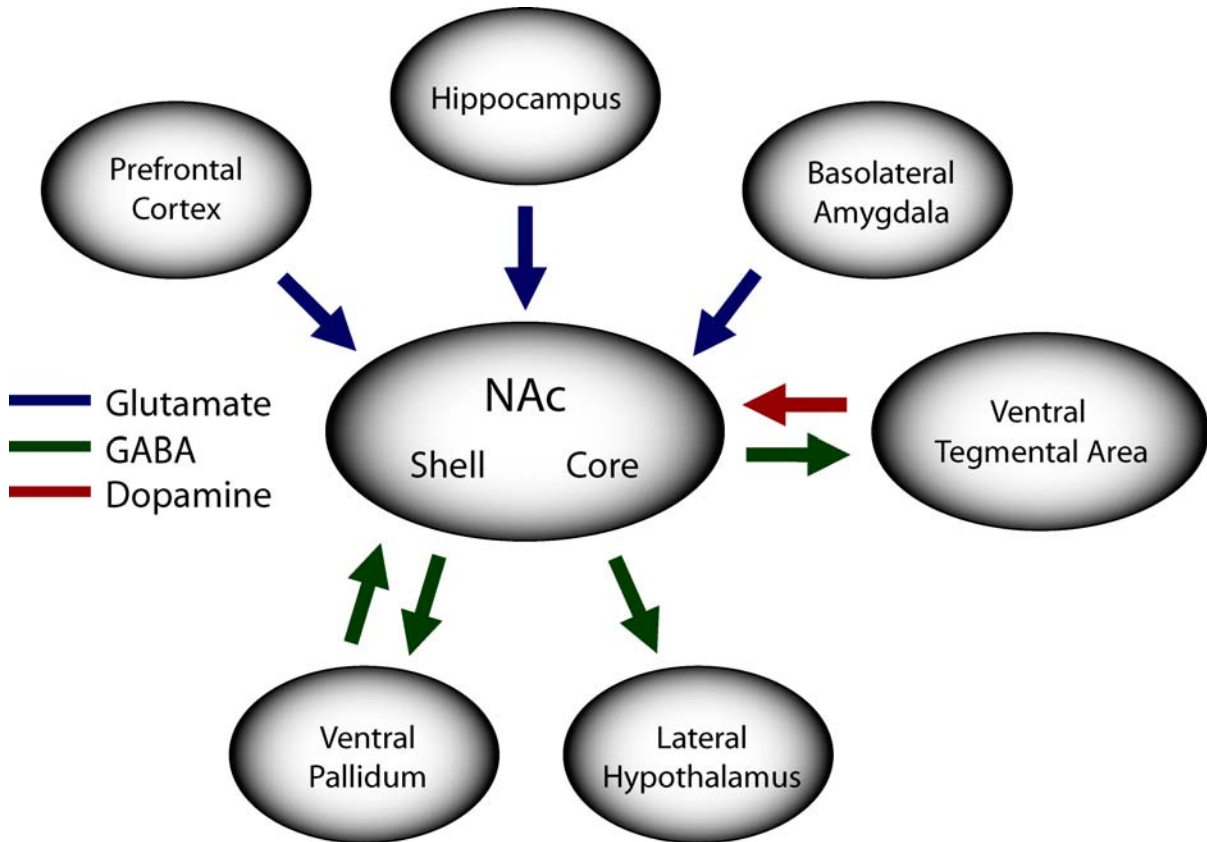 Hippocampus
Prefrontal
Cortex
Basolateral
Amygdala
NAc
Shell Core
Glutamate
GABA
Dopamine
Ventral
Tegmental Area
Ventral
Pallidum
Lateral
Hypothalamus